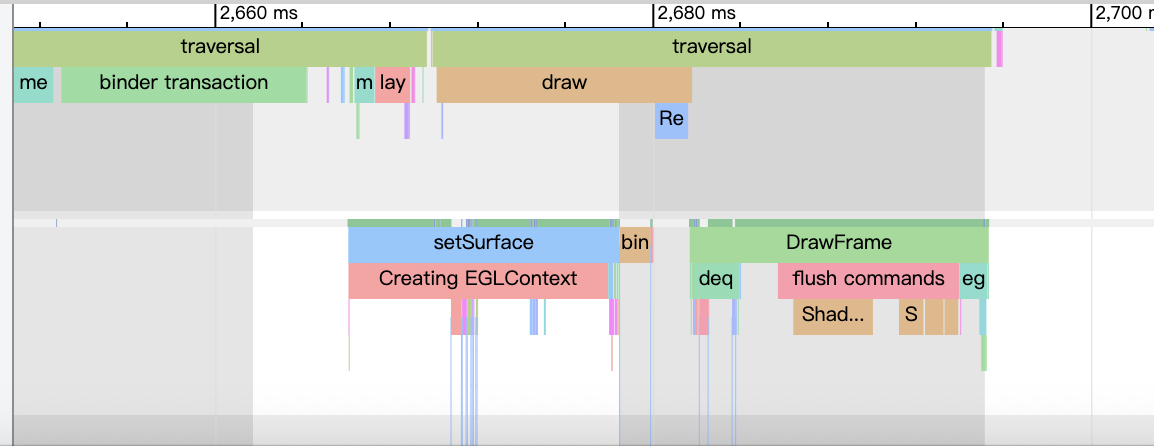 2,660 ms 2,680 ms 2,700
traversal traversal
me binder transaction m lay draw
Re
setSurface bin DrawFrame
Creating EGLContext deq flush commands eg
Shad... S